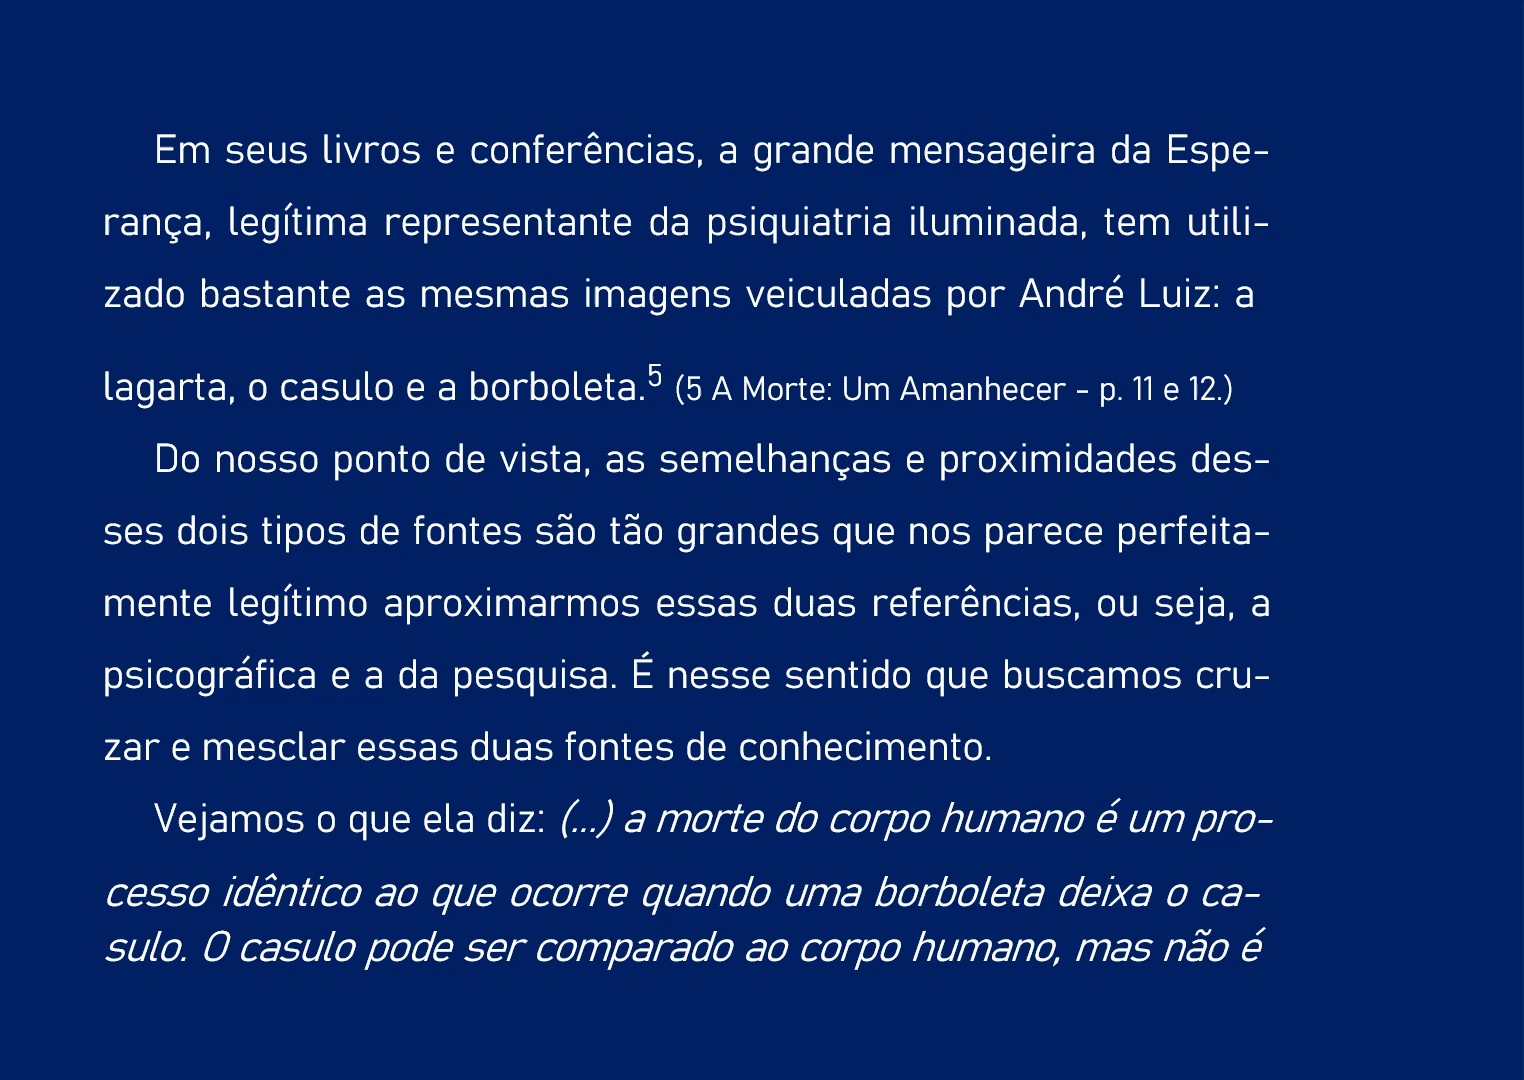 Em seus livros e conferências, a grande mensageira da Espe-
rança, legítima representante da psiquiatria iluminada, tem utili-
zado bastante as mesmas imagens veiculadas por André Luiz: a
lagarta, o casulo e a borboleta.⁵ (5 A Morte: Um Amanhecer - p. 11 e 12.)
Do nosso ponto de vista, as semelhanças e proximidades des-
ses dois tipos de fontes são tão grandes que nos parece perfeita-
mente legítimo aproximarmos essas duas referências, ou seja, a
psicográfica e a da pesquisa. É nesse sentido que buscamos cru-
zar e mesclar essas duas fontes de conhecimento.
Vejamos o que ela diz: (...) a morte do corpo humano é um pro-
cesso idêntico ao que ocorre quando uma borboleta deixa o ca-
sulo. O casulo pode ser comparado ao corpo humano, mas não é